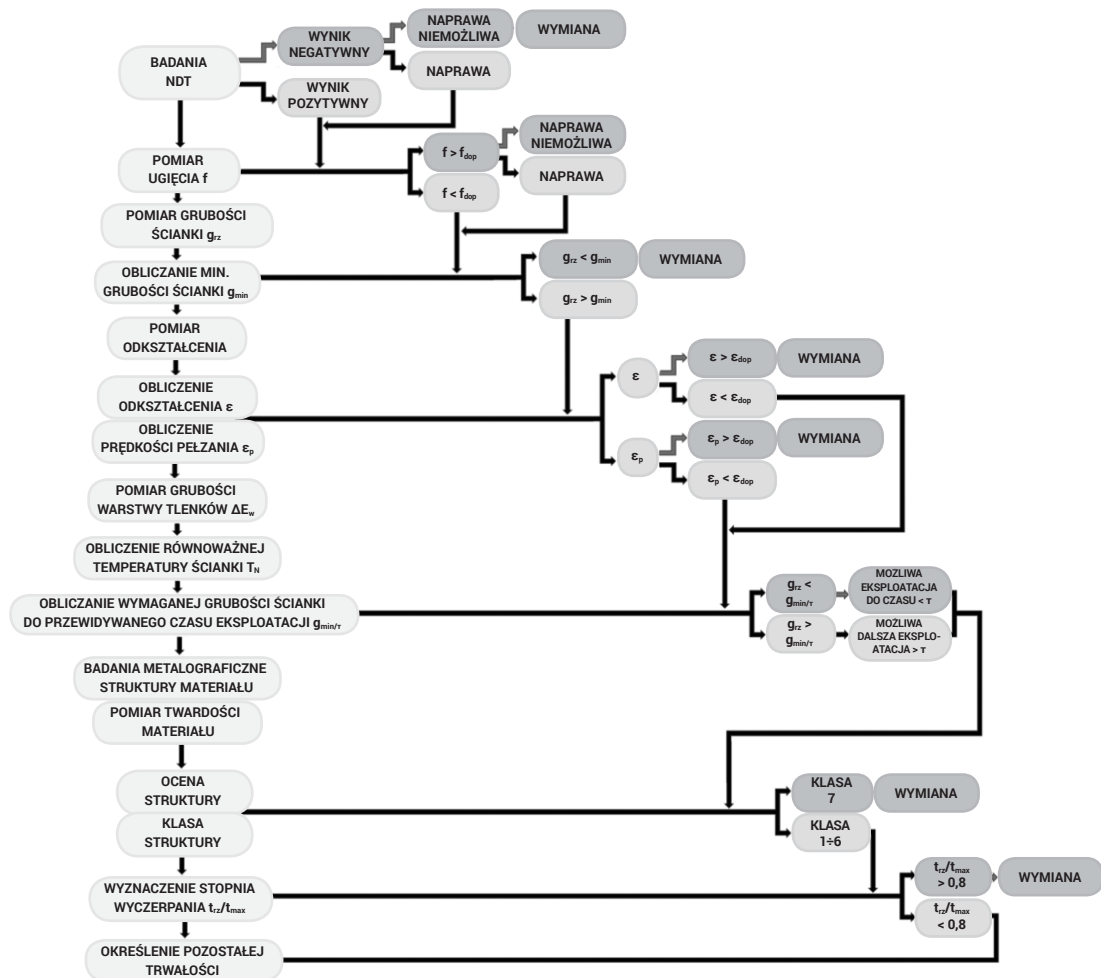 BADANIA
NDT
WYNIK
NEGATYWNY
NAPRAWA
NIEMOŻLIWA
WYMIANA
NAPRAWA
WYNIK
POZYTYWNY
POMIAR
UGIĘCIA f
f > fdop
NAPRAWA
NIEMOŻLIWA
NAPRAWA
f < fdop
POMIAR GRUBOŚCI
ŚCIANKI grz
OBLICZANIE MIN.
GRUBOŚCI ŚCIANKI gmin
grz < gmin
WYMIANA
grz > gmin
POMIAR
ODKSZTAŁCENIA
OBLICZENIE
ODKSZTAŁCENIA ε
OBLICZENIE
PRĘDKOŚCI PEŁZANIA εp
ε
ε > εdop
WYMIANA
ε < εdop
εp
εp > εdop
WYMIANA
εp < εdop
POMIAR GRUBOŚCI
WARSTWY TLENKÓW ΔEw
OBLICZENIE RÓWNOWAŻNEJ
TEMPERATURY ŚCIANKI TN
OBLICZANIE WYMAGANEJ GRUBOŚCI ŚCIANKI
DO PRZEWIDYWANEGO CZASU EKSPLOATACJI gmin/τ
grz <
gmin/τ
MOŻLIWA
EKSPLOATACJA
DO CZASU < τ
grz >
gmin/τ
MOŻLIWA
DALSZA EKSPLO-
ATACJA > τ
BADANIA METALOGRAFICZNE
STRUKTURY MATERIAŁU
POMIAR TWARDOŚCI
MATERIAŁU
OCENA
STRUKTURY
KLASA
STRUKTURY
KLASA
7
WYMIANA
KLASA
1÷6
WYZNACZENIE STOPNIA
WYCZERPANIA trz/tmax
trz/tmax
> 0,8
WYMIANA
trz/tmax
< 0,8
OKREŚLENIE POZOSTAŁEJ
TRWAŁOŚCI